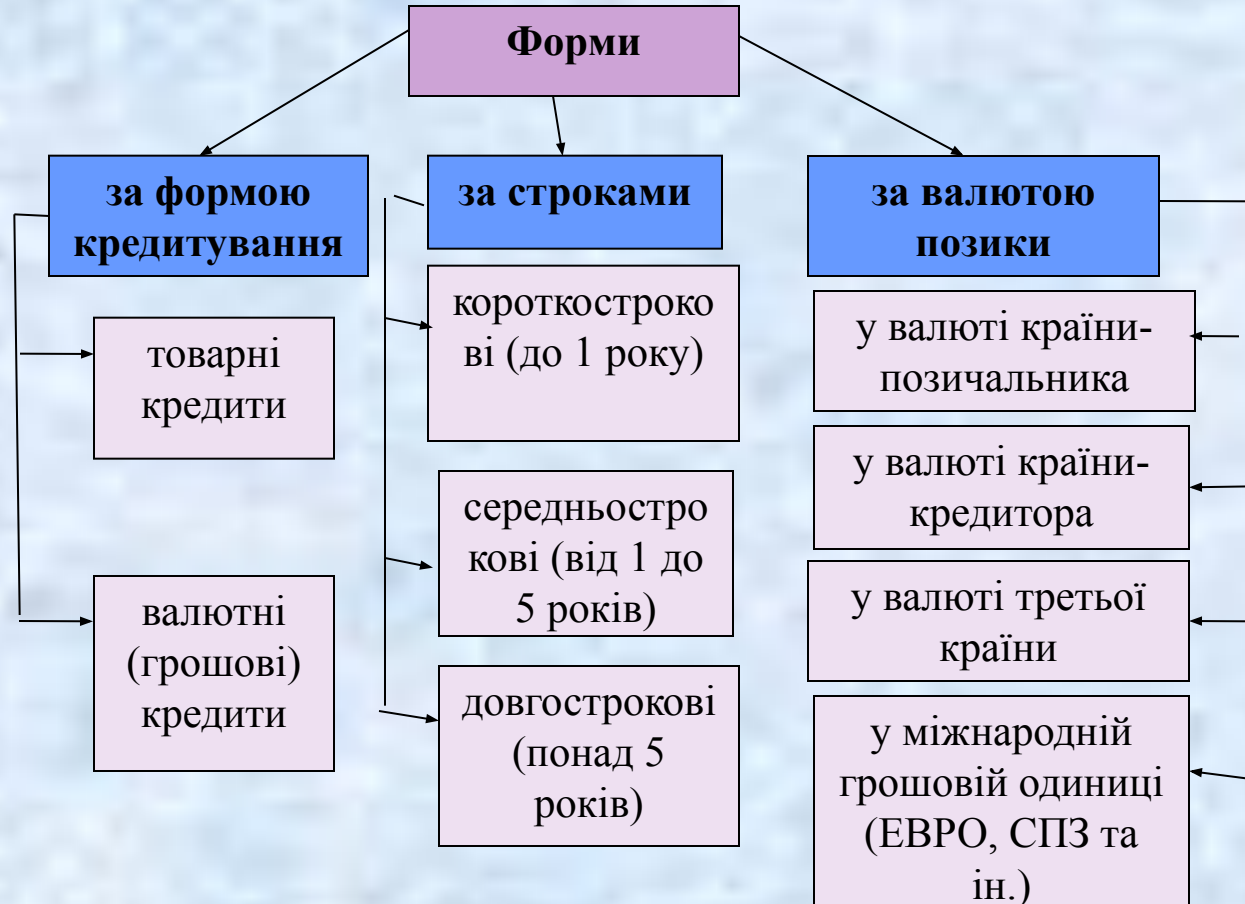 Форми
за формою
кредитування
товарні
кредити
валютні
(грошові)
кредити
за строками
короткостроко
ві (до 1 року)
середньостро
кові (від 1 до
5 років)
довгострокові
(понад 5
років)
за валютою
позики
у валюті країни-
позичальника
у валюті країни-
кредитора
у валюті третьої
країни
у міжнародній
грошовій одиниці
(ЕВРО, СПЗ та
ін.)